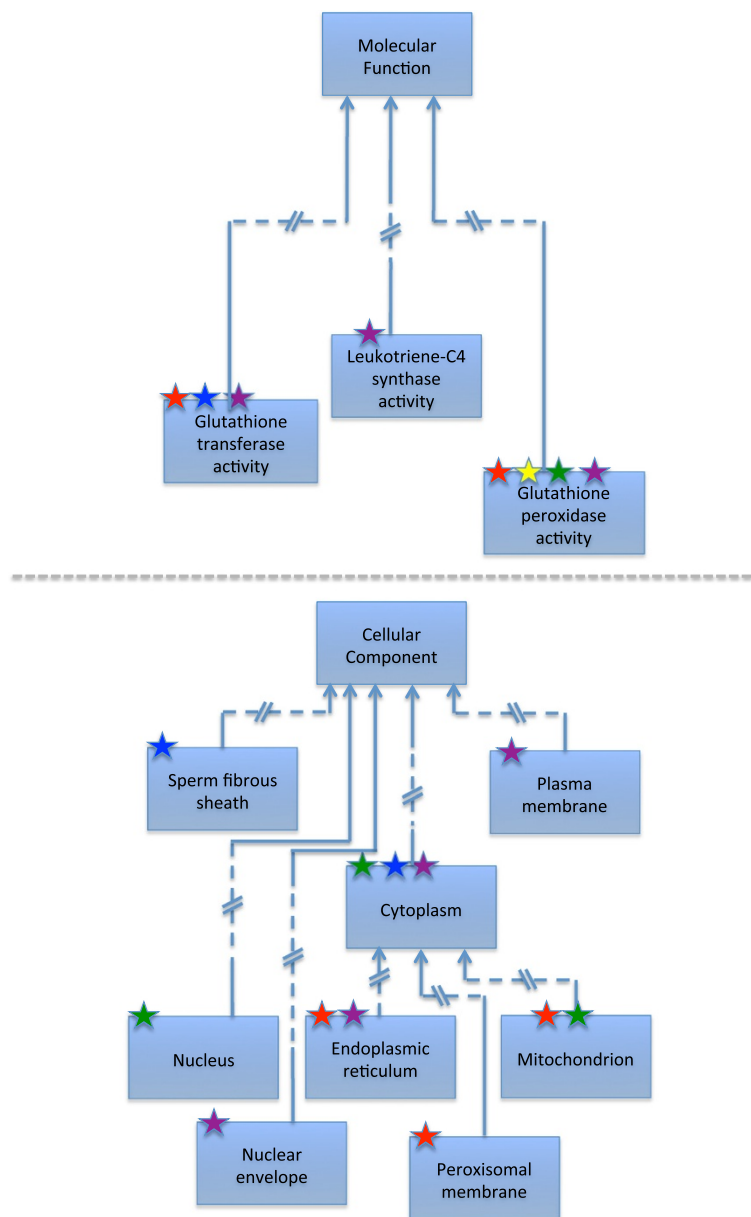 Molecular
Function
Leukotriene-C4
synthase
activity
Glutathione
transferase
activity
Glutathione
peroxidase
activity
Cellular
Component
Sperm fibrous
sheath
Plasma
membrane
Cytoplasm
Nucleus
Endoplasmic
reticulum
Mitochondrion
Nuclear
envelope
Peroxisomal
membrane